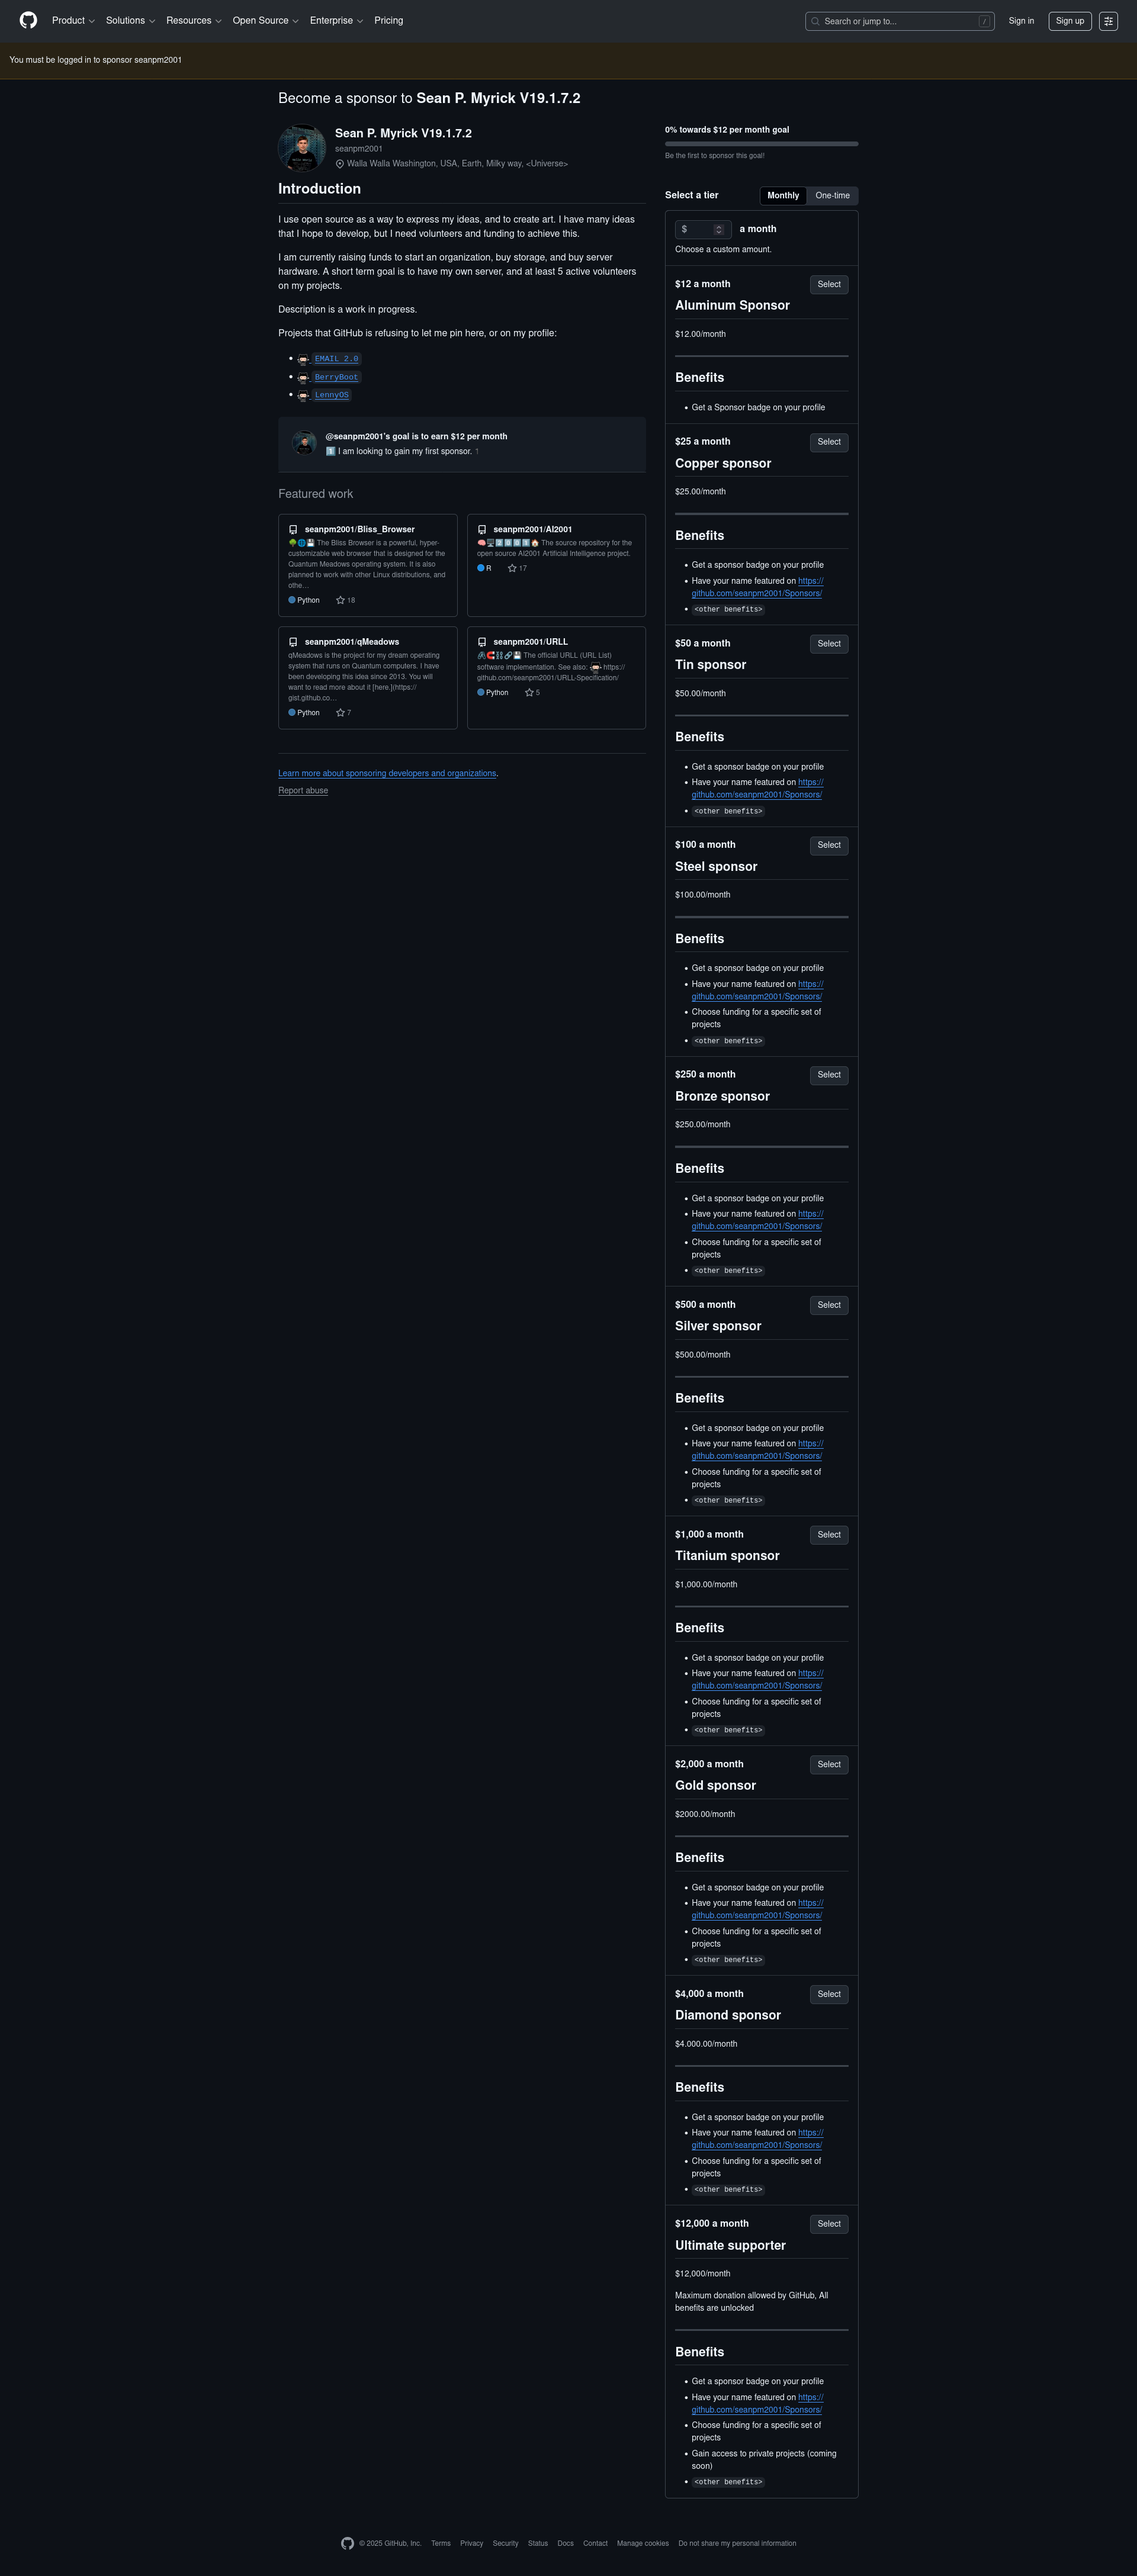 Product
Solutions
Resources
Open Source
Enterprise
Pricing
Search or jump to...
/
Sign in
Sign up
You must be logged in to sponsor seanpm2001
Become a sponsor to Sean P. Myrick V19.1.7.2
Sean P. Myrick V19.1.7.2
seanpm2001
Walla Walla Washington, USA, Earth, Milky way, <Universe>
Introduction
I use open source as a way to express my ideas, and to create art. I have many ideas
that I hope to develop, but I need volunteers and funding to achieve this.
I am currently raising funds to start an organization, buy storage, and buy server
hardware. A short term goal is to have my own server, and at least 5 active volunteers
on my projects.
Description is a work in progress.
Projects that GitHub is refusing to let me pin here, or on my profile:
EMAIL 2.0
BerryBoot
LennyOS
@seanpm2001's goal is to earn $12 per month
1️⃣ I am looking to gain my first sponsor. 1
Featured work
seanpm2001/Bliss_Browser
🌳🌐💾 The Bliss Browser is a powerful, hyper-
customizable web browser that is designed for the
Quantum Meadows operating system. It is also
planned to work with other Linux distributions, and
othe…
Python 18
seanpm2001/AI2001
🧠🖥️2️⃣0️⃣0️⃣1️⃣🏠 The source repository for the
open source AI2001 Artificial Intelligence project.
R 17
seanpm2001/qMeadows
qMeadows is the project for my dream operating
system that runs on Quantum computers. I have
been developing this idea since 2013. You will
want to read more about it [here.](https://
gist.github.co…
Python 7
seanpm2001/URLL
The official URLL (URL List)
software implementation. See also: https://
github.com/seanpm2001/URLL-Specification/
Python 5
Learn more about sponsoring developers and organizations.
Report abuse
0% towards $12 per month goal
Be the first to sponsor this goal!
Select a tier
Monthly
One-time
$ a month
Choose a custom amount.
$12 a month
Select
Aluminum Sponsor
$12.00/month
Benefits
Get a Sponsor badge on your profile
$25 a month
Select
Copper sponsor
$25.00/month
Benefits
Get a sponsor badge on your profile
Have your name featured on https://
github.com/seanpm2001/Sponsors/
<other benefits>
$50 a month
Select
Tin sponsor
$50.00/month
Benefits
Get a sponsor badge on your profile
Have your name featured on https://
github.com/seanpm2001/Sponsors/
<other benefits>
$100 a month
Select
Steel sponsor
$100.00/month
Benefits
Get a sponsor badge on your profile
Have your name featured on https://
github.com/seanpm2001/Sponsors/
Choose funding for a specific set of
projects
<other benefits>
$250 a month
Select
Bronze sponsor
$250.00/month
Benefits
Get a sponsor badge on your profile
Have your name featured on https://
github.com/seanpm2001/Sponsors/
Choose funding for a specific set of
projects
<other benefits>
$500 a month
Select
Silver sponsor
$500.00/month
Benefits
Get a sponsor badge on your profile
Have your name featured on https://
github.com/seanpm2001/Sponsors/
Choose funding for a specific set of
projects
<other benefits>
$1,000 a month
Select
Titanium sponsor
$1,000.00/month
Benefits
Get a sponsor badge on your profile
Have your name featured on https://
github.com/seanpm2001/Sponsors/
Choose funding for a specific set of
projects
<other benefits>
$2,000 a month
Select
Gold sponsor
$2000.00/month
Benefits
Get a sponsor badge on your profile
Have your name featured on https://
github.com/seanpm2001/Sponsors/
Choose funding for a specific set of
projects
<other benefits>
$4,000 a month
Select
Diamond sponsor
$4.000.00/month
Benefits
Get a sponsor badge on your profile
Have your name featured on https://
github.com/seanpm2001/Sponsors/
Choose funding for a specific set of
projects
<other benefits>
$12,000 a month
Select
Ultimate supporter
$12,000/month
Maximum donation allowed by GitHub, All
benefits are unlocked
Benefits
Get a sponsor badge on your profile
Have your name featured on https://
github.com/seanpm2001/Sponsors/
Choose funding for a specific set of
projects
Gain access to private projects (coming
soon)
<other benefits>
© 2025 GitHub, Inc. Terms Privacy Security Status Docs Contact Manage cookies Do not share my personal information